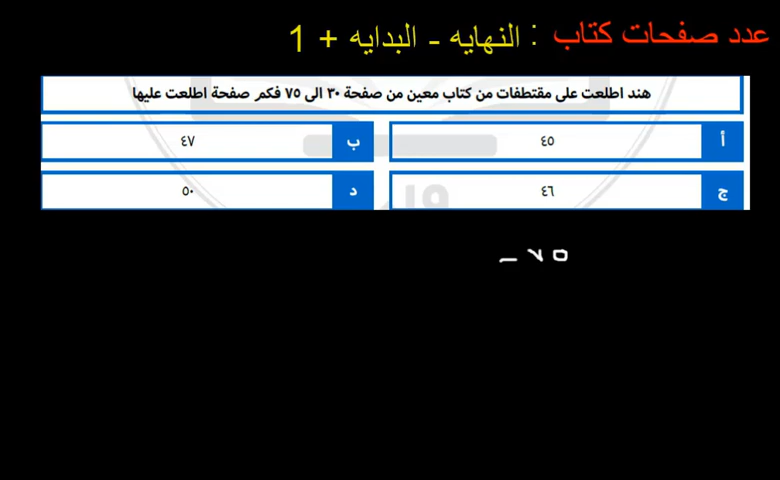 عدد صفحات كتاب : النهايه - البدايه + 1
هند اطلعت على مقتطفات من كتاب معين من صفحة ٣٠ الى ٧٥ فكم صفحة اطلعت عليها
أ ٤٥
ب ٤٧
ج ٤٦
د ٥٠
٧٥ –